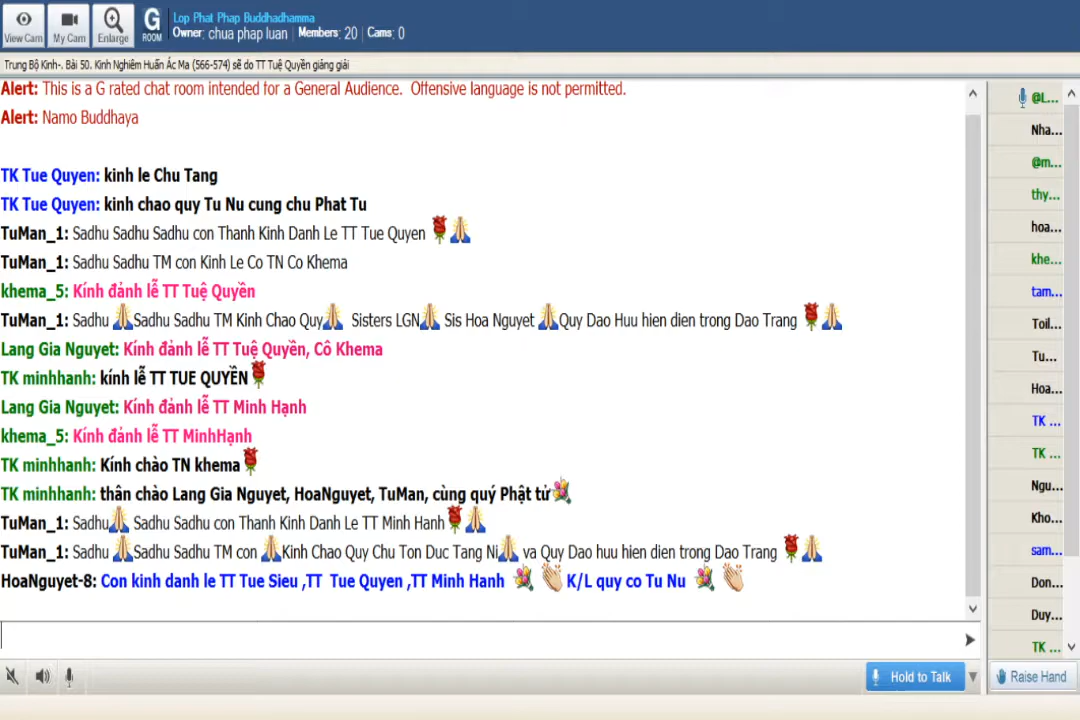 View Cam
My Cam
Enlarge
G
ROOM
Lop Phat Phap Buddhadhamma
Owner: chua phap luan | Members: 20 | Cams: 0
Trung Bộ Kinh-. Bài 50. Kinh Nghiêm Huấn Ác Ma (566-574) sẽ do TT Tuệ Quyền giảng giải
Alert: This is a G rated chat room intended for a General Audience. Offensive language is not permitted.
Alert: Namo Buddhaya
TK Tue Quyen: kinh le Chu Tang
TK Tue Quyen: kinh chao quy Tu Nu cung chu Phat Tu
TuMan_1: Sadhu Sadhu Sadhu con Thanh Kinh Danh Le TT Tue Quyen 🌹🙏
TuMan_1: Sadhu Sadhu TM con Kinh Le Co TN Co Khema
khema_5: Kính đảnh lễ TT Tuệ Quyền
TuMan_1: Sadhu 🙏Sadhu Sadhu TM Kinh Chao Quy🙏 Sisters LGN🙏 Sis Hoa Nguyet 🙏Quy Dao Huu hien dien trong Dao Trang 🌹🙏
Lang Gia Nguyet: Kính đảnh lễ TT Tuệ Quyền, Cô Khema
TK minhhanh: kính lễ TT TUE QUYỀN🌹
Lang Gia Nguyet: Kính đảnh lễ TT Minh Hạnh
khema_5: Kính đảnh lễ TT MinhHạnh
TK minhhanh: Kính chào TN khema🌹
TK minhhanh: thân chào Lang Gia Nguyet, HoaNguyet, TuMan, cùng quý Phật tử💐
TuMan_1: Sadhu🙏 Sadhu Sadhu con Thanh Kinh Danh Le TT Minh Hanh🌹🙏
TuMan_1: Sadhu 🙏Sadhu Sadhu TM con 🙏Kinh Chao Quy Chu Ton Duc Tang Ni🙏 va Quy Dao huu hien dien trong Dao Trang 🌹🙏
HoaNguyet-8: Con kinh danh le TT Tue Sieu ,TT Tue Quyen ,TT Minh Hanh 💐 👏 K/L quy co Tu Nu 💐 👏
@L...
Nha...
@m...
thy...
hoa...
khe...
tam...
Toil...
Tu...
Hoa...
TK ...
TK ...
Ngu...
Kho...
sam...
Don...
Duy...
TK ...
Hold to Talk
Raise Hand